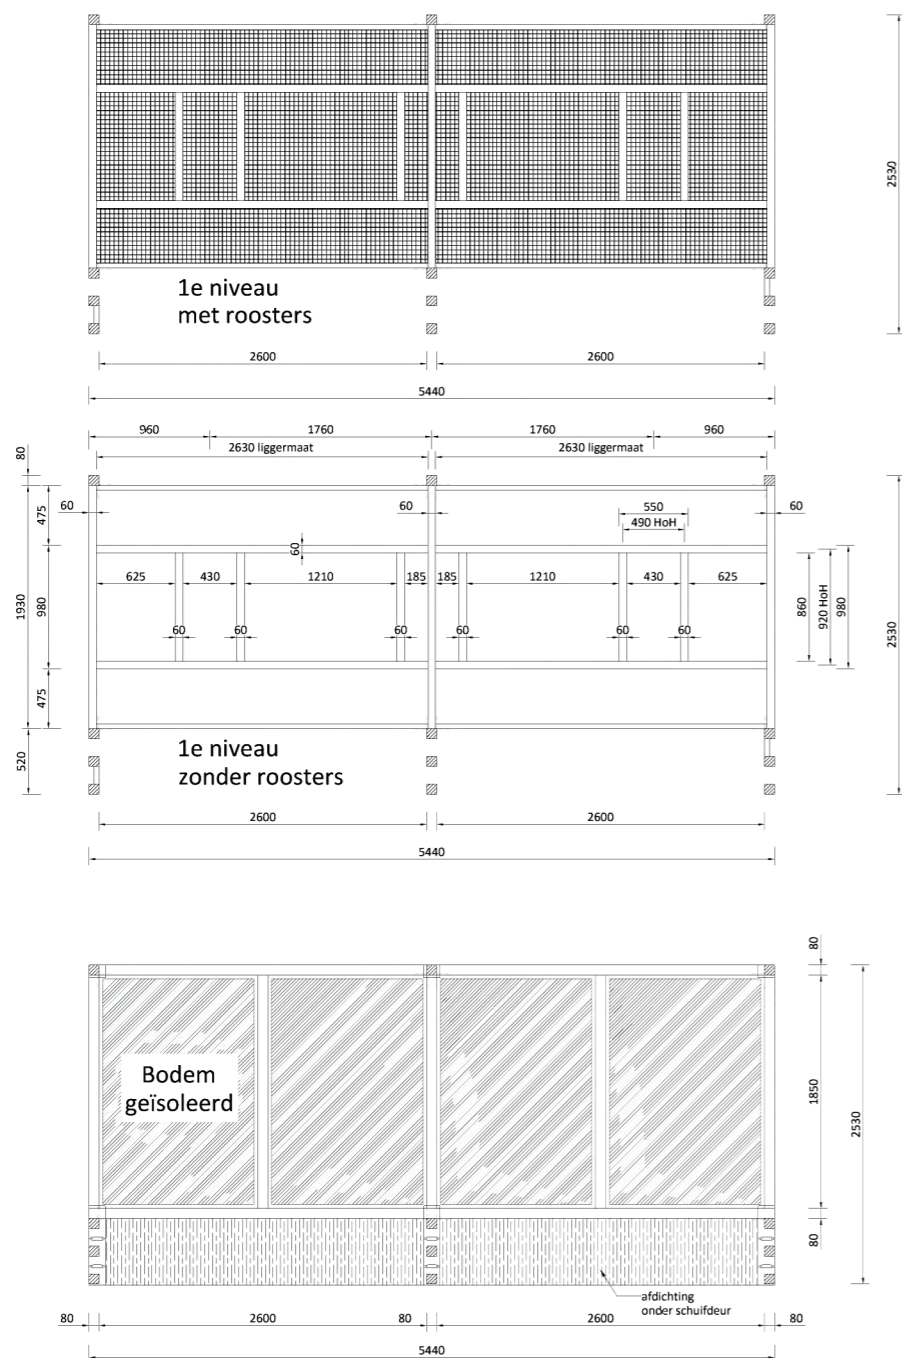 2530
1e niveau
met roosters
2600 2600
5440
960 1760 1760 960
2630 liggermaat 2630 liggermaat
80
60 60 60
475
550
490 HoH
60
625 430 1210 185 185 1210 430 625
1930 980
60 60 60 60 60 60
860 920 HoH 980
2530
475
520
1e niveau
zonder roosters
2600 2600
5440
80
Bodem
geïsoleerd
1850
2530
80
afdichting
onder schuifdeur
80 2600 80 2600 80
5440